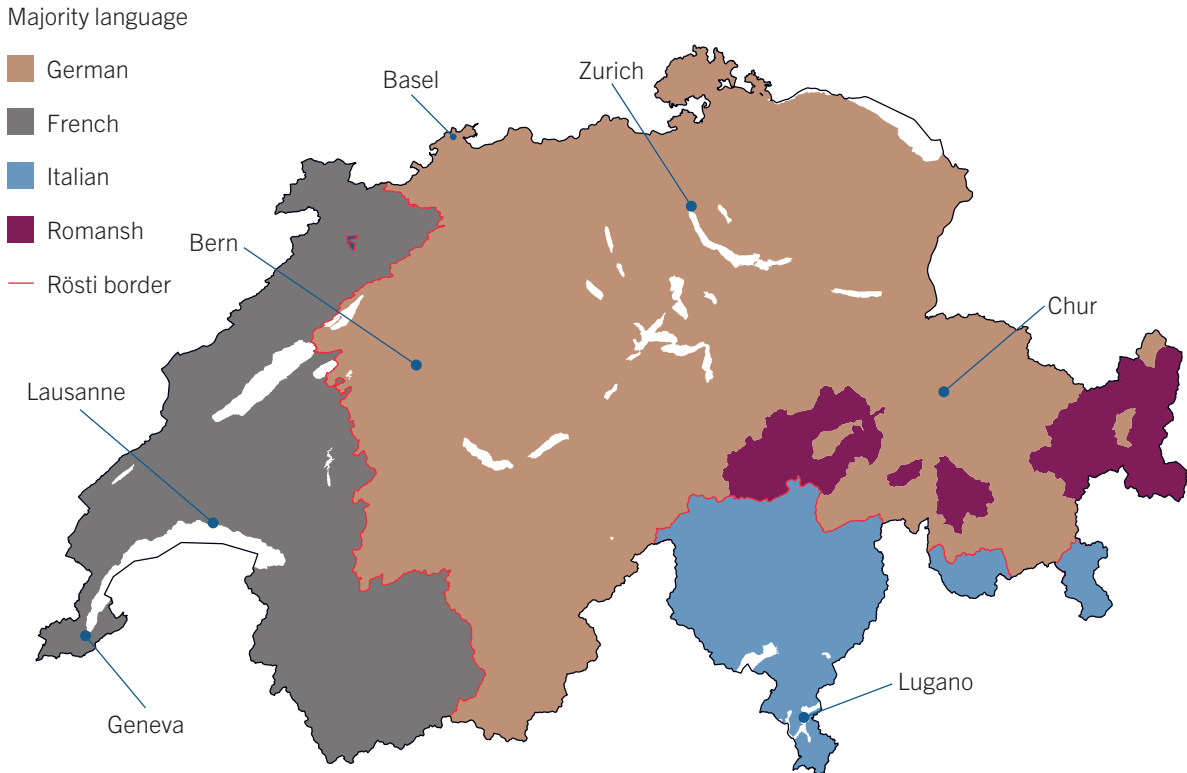 Majority language
German
French
Italian
Romansh
Rösti border
Basel
Zurich
Bern
Chur
Lausanne
Lugano
Geneva